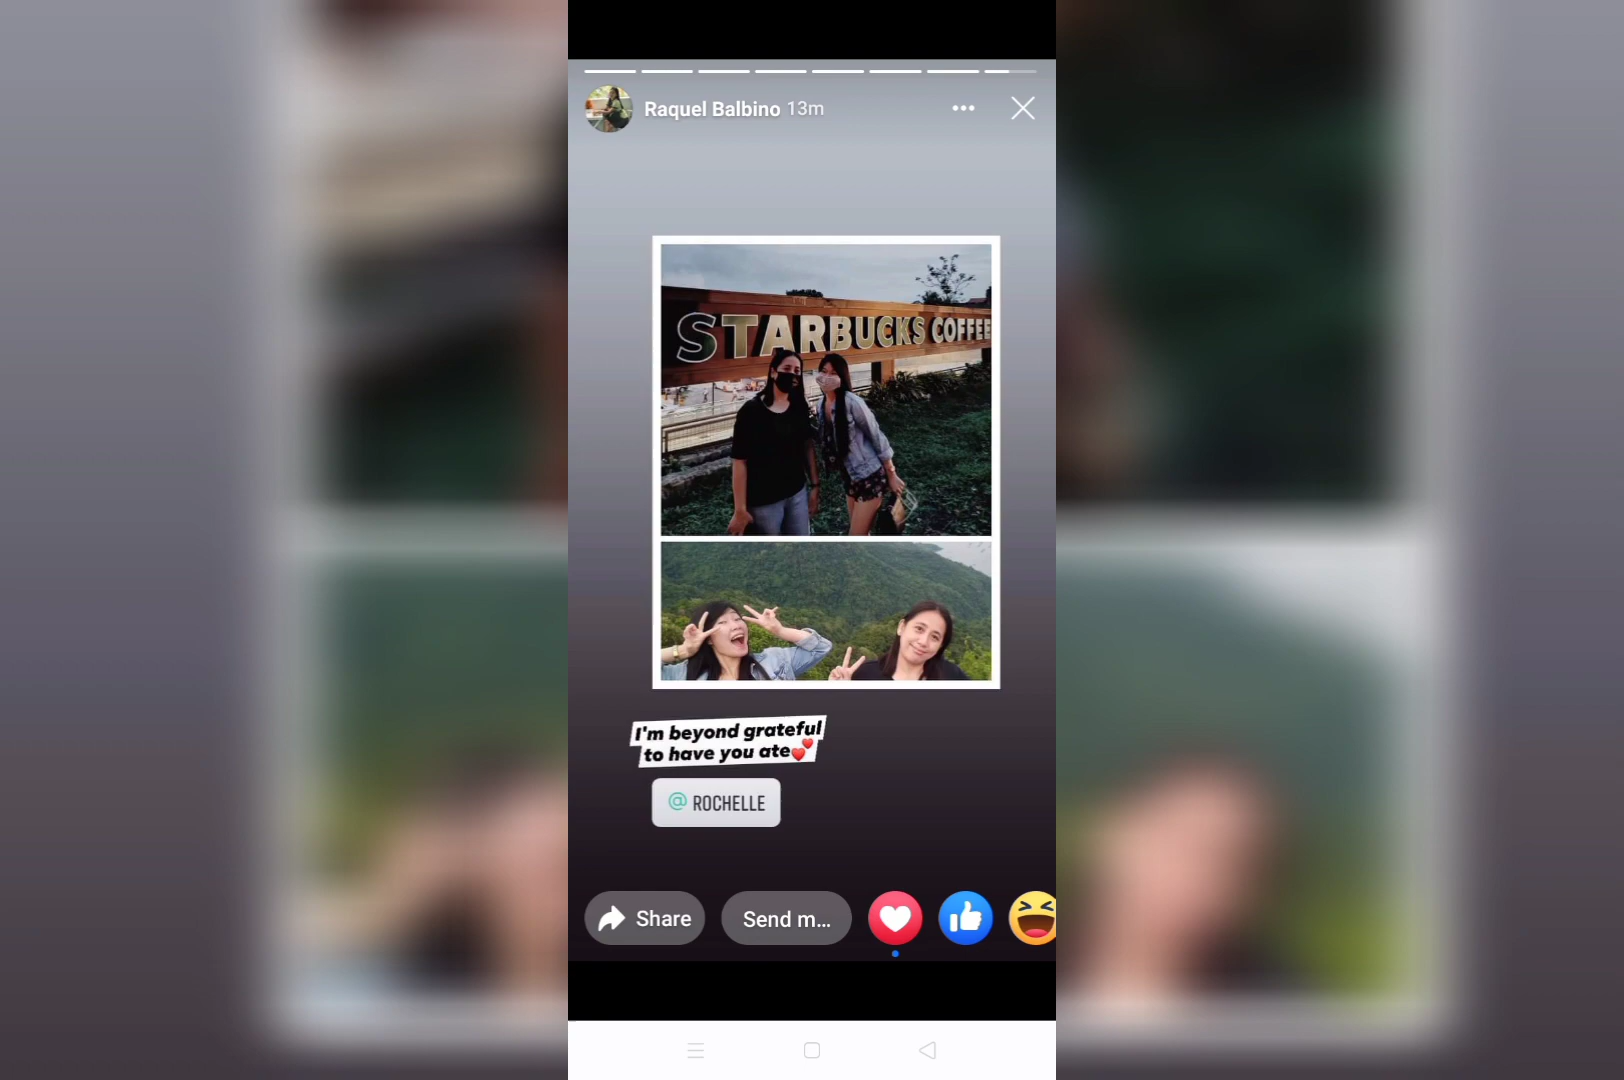 Raquel Balbino 13m
STARBUCKS COFFEE
I'm beyond grateful
to have you ate💕
@ROCHELLE
Share
Send m...